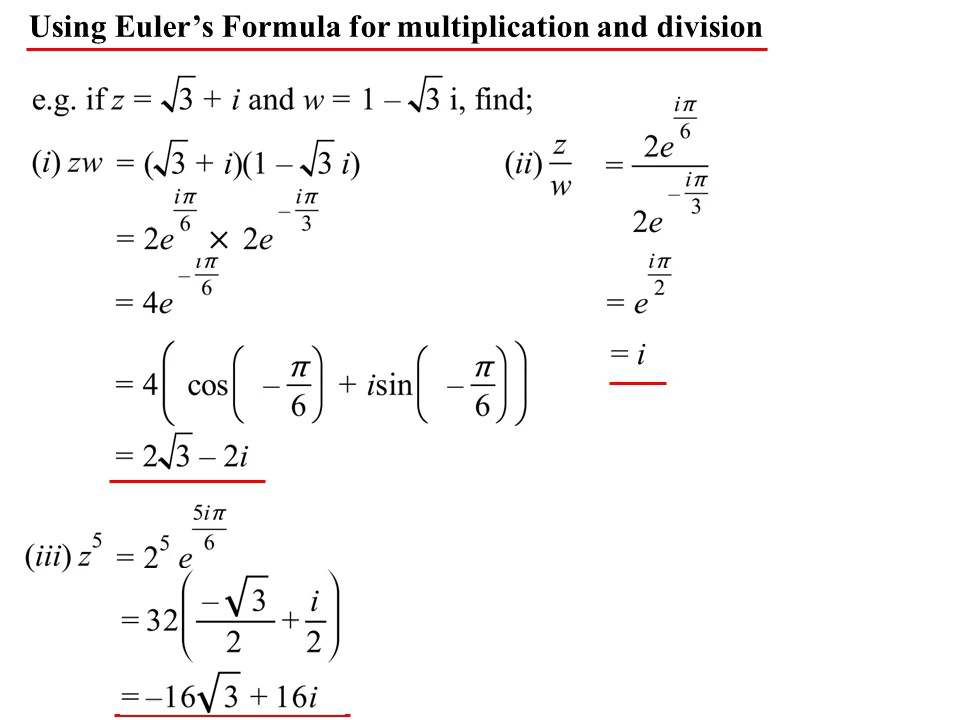 Using Euler’s Formula for multiplication and division
e.g. if z = √3 + i and w = 1 – √3 i, find;
(i) zw = (√3 + i)(1 – √3 i)
= 2e^(iπ/6) × 2e^(–iπ/3)
= 4e^(–iπ/6)
= 4(cos(–π/6) + isin(–π/6))
= 2√3 – 2i
(ii) z/w = 2e^(iπ/6)/2e^(–iπ/3)
= e^(iπ/2)
= i
(iii) z^5 = 2^5 e^(5iπ/6)
= 32(–√3/2 + i/2)
= –16√3 + 16i